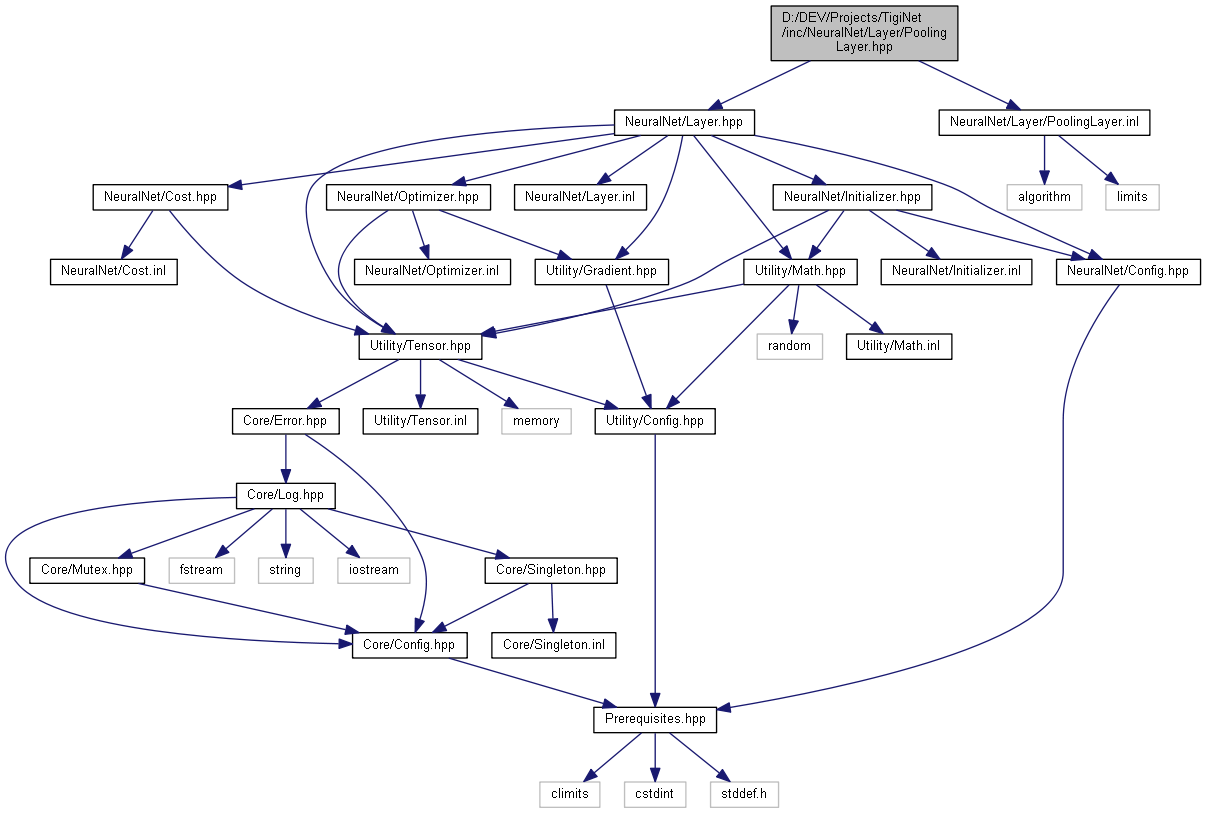 D:/DEV/Projects/TigiNet
/inc/NeuralNet/Layer/Pooling
Layer.hpp
NeuralNet/Layer.hpp
NeuralNet/Layer/PoolingLayer.inl
NeuralNet/Cost.hpp
NeuralNet/Optimizer.hpp
NeuralNet/Layer.inl
NeuralNet/Initializer.hpp
algorithm
limits
NeuralNet/Cost.inl
NeuralNet/Optimizer.inl
Utility/Gradient.hpp
Utility/Math.hpp
NeuralNet/Initializer.inl
NeuralNet/Config.hpp
Utility/Tensor.hpp
random
Utility/Math.inl
Core/Error.hpp
Utility/Tensor.inl
memory
Utility/Config.hpp
Core/Log.hpp
Core/Mutex.hpp
fstream
string
iostream
Core/Singleton.hpp
Core/Config.hpp
Core/Singleton.inl
Prerequisites.hpp
climits
cstdint
stddef.h